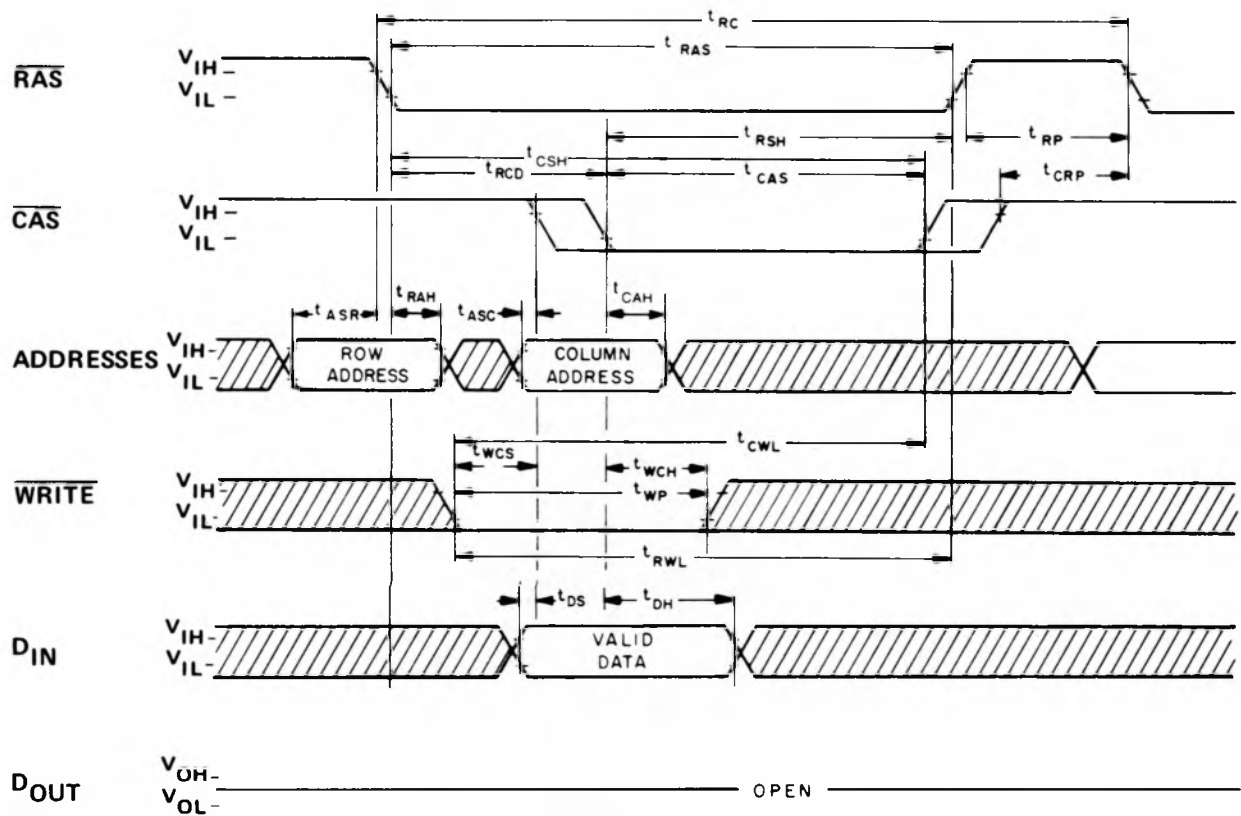 tRC
tRAS
RAS
VIH
VIL
tRSH
tRP
tCSH
tRCD
tCAS
tCRP
CAS
VIH
VIL
tASR
tRAH
tASC
tCAH
ADDRESSES
VIH
VIL
ROW
ADDRESS
COLUMN
ADDRESS
tCWL
tWCS
tWCH
WRITE
VIH
VIL
tWP
tRWL
tDS
tDH
DIN
VIH
VIL
VALID
DATA
DOUT
VOH
VOL
OPEN